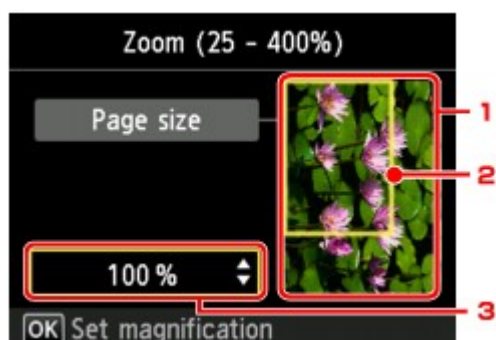 Zoom (25 - 400%)
Page size
1
2
100 %
3
OK Set magnification